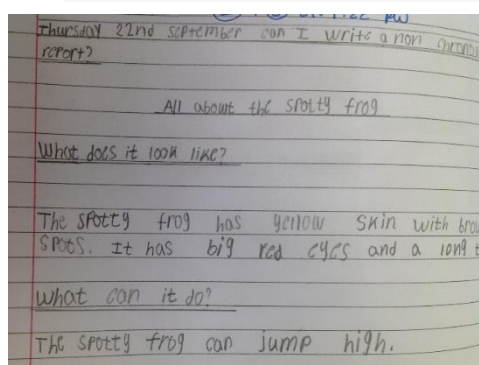 Thursday 22nd september can I write a non
report?
All about the spotty frog
What does it look like?
The spotty frog has yellow skin with
spots. It has big red eyes and a long
what can it do?
The spotty frog can jump high.